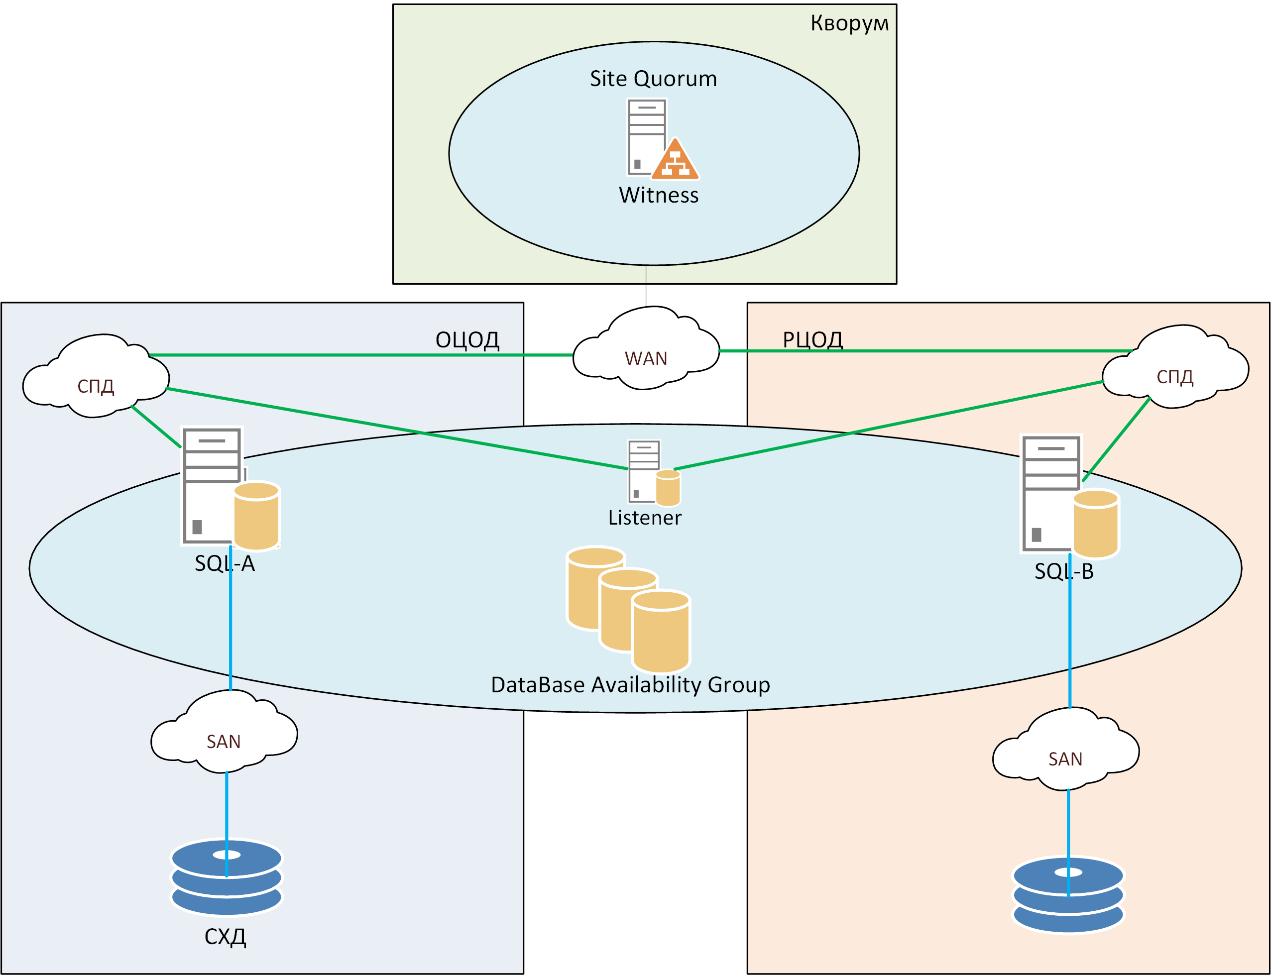 Кворум
Site Quorum
Witness
ОЦОД
WAN
РЦОД
СПД
СПД
Listener
SQL-A
SQL-B
DataBase Availability Group
SAN
SAN
СХД